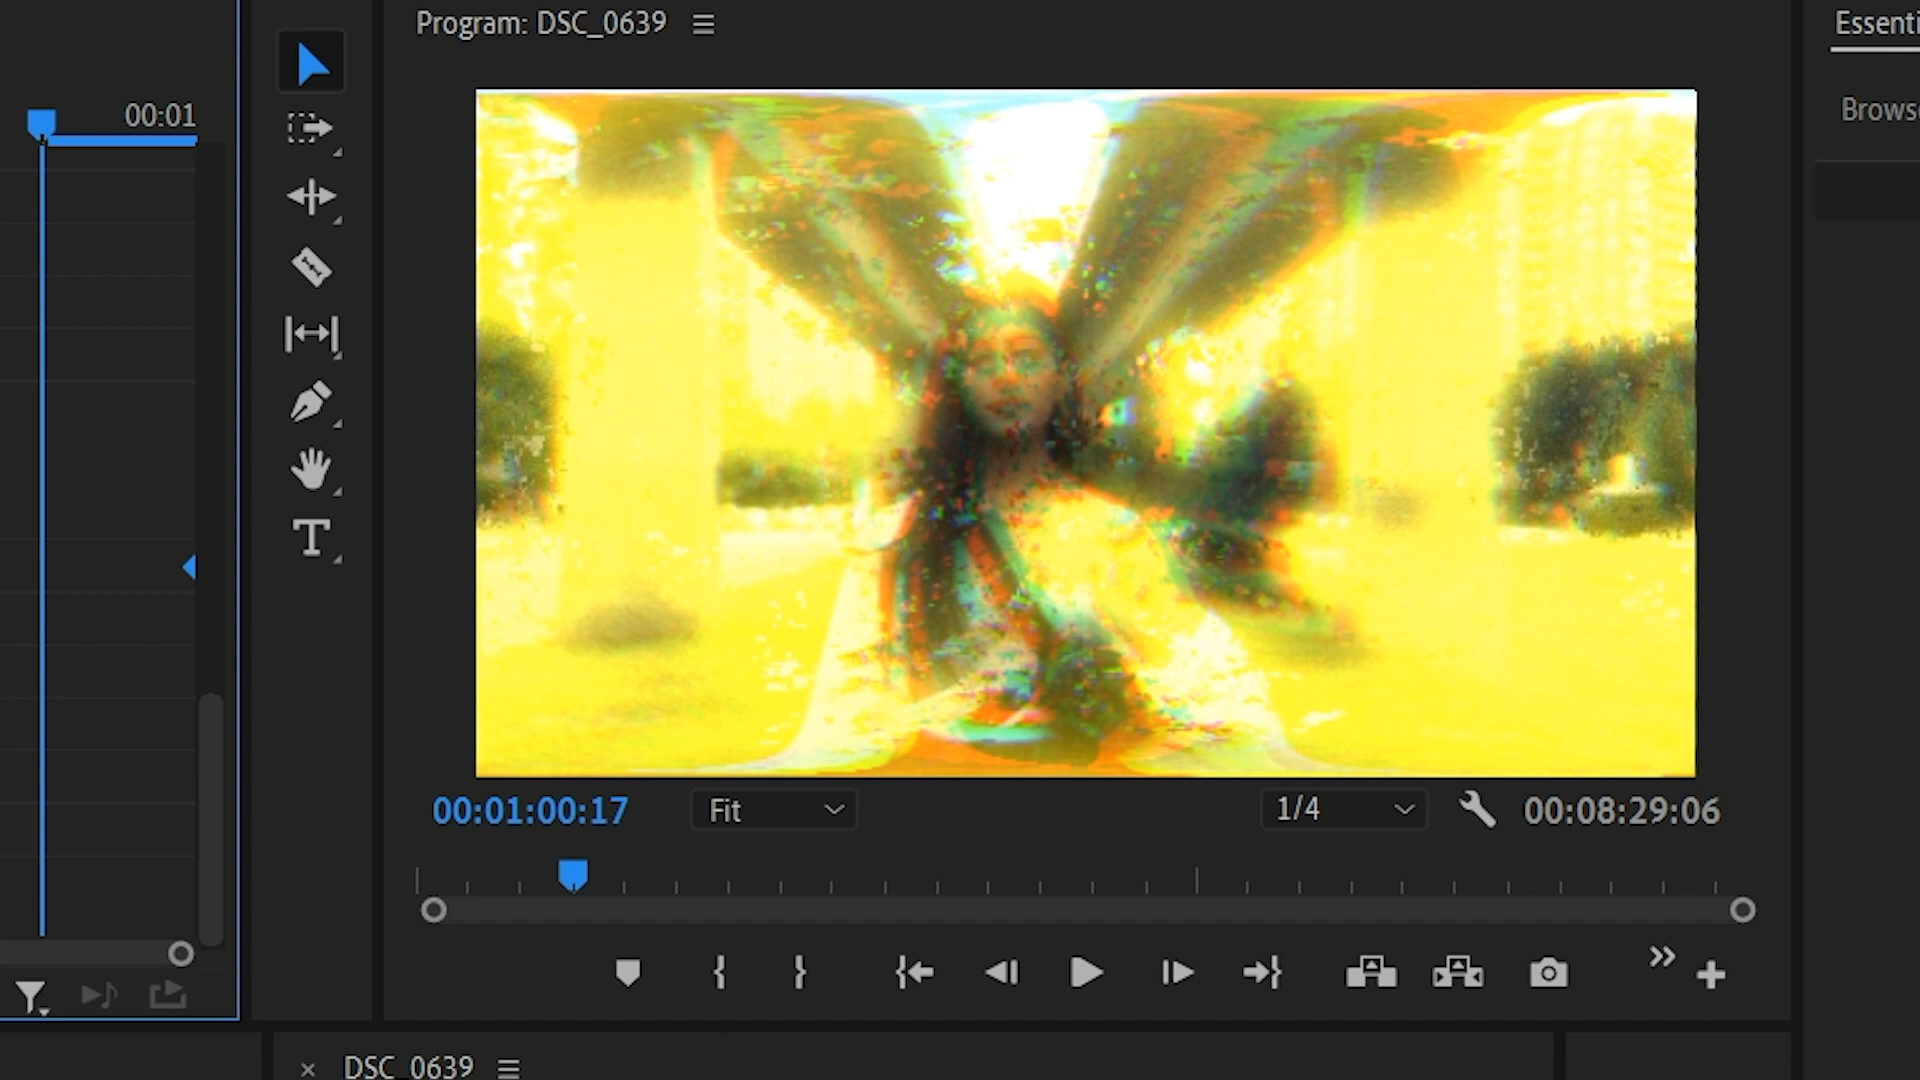 Program: DSC_0639
Essenti
00:01
Brows
T
00:01:00:17
Fit
1/4
00:08:29:06
DSC_0639